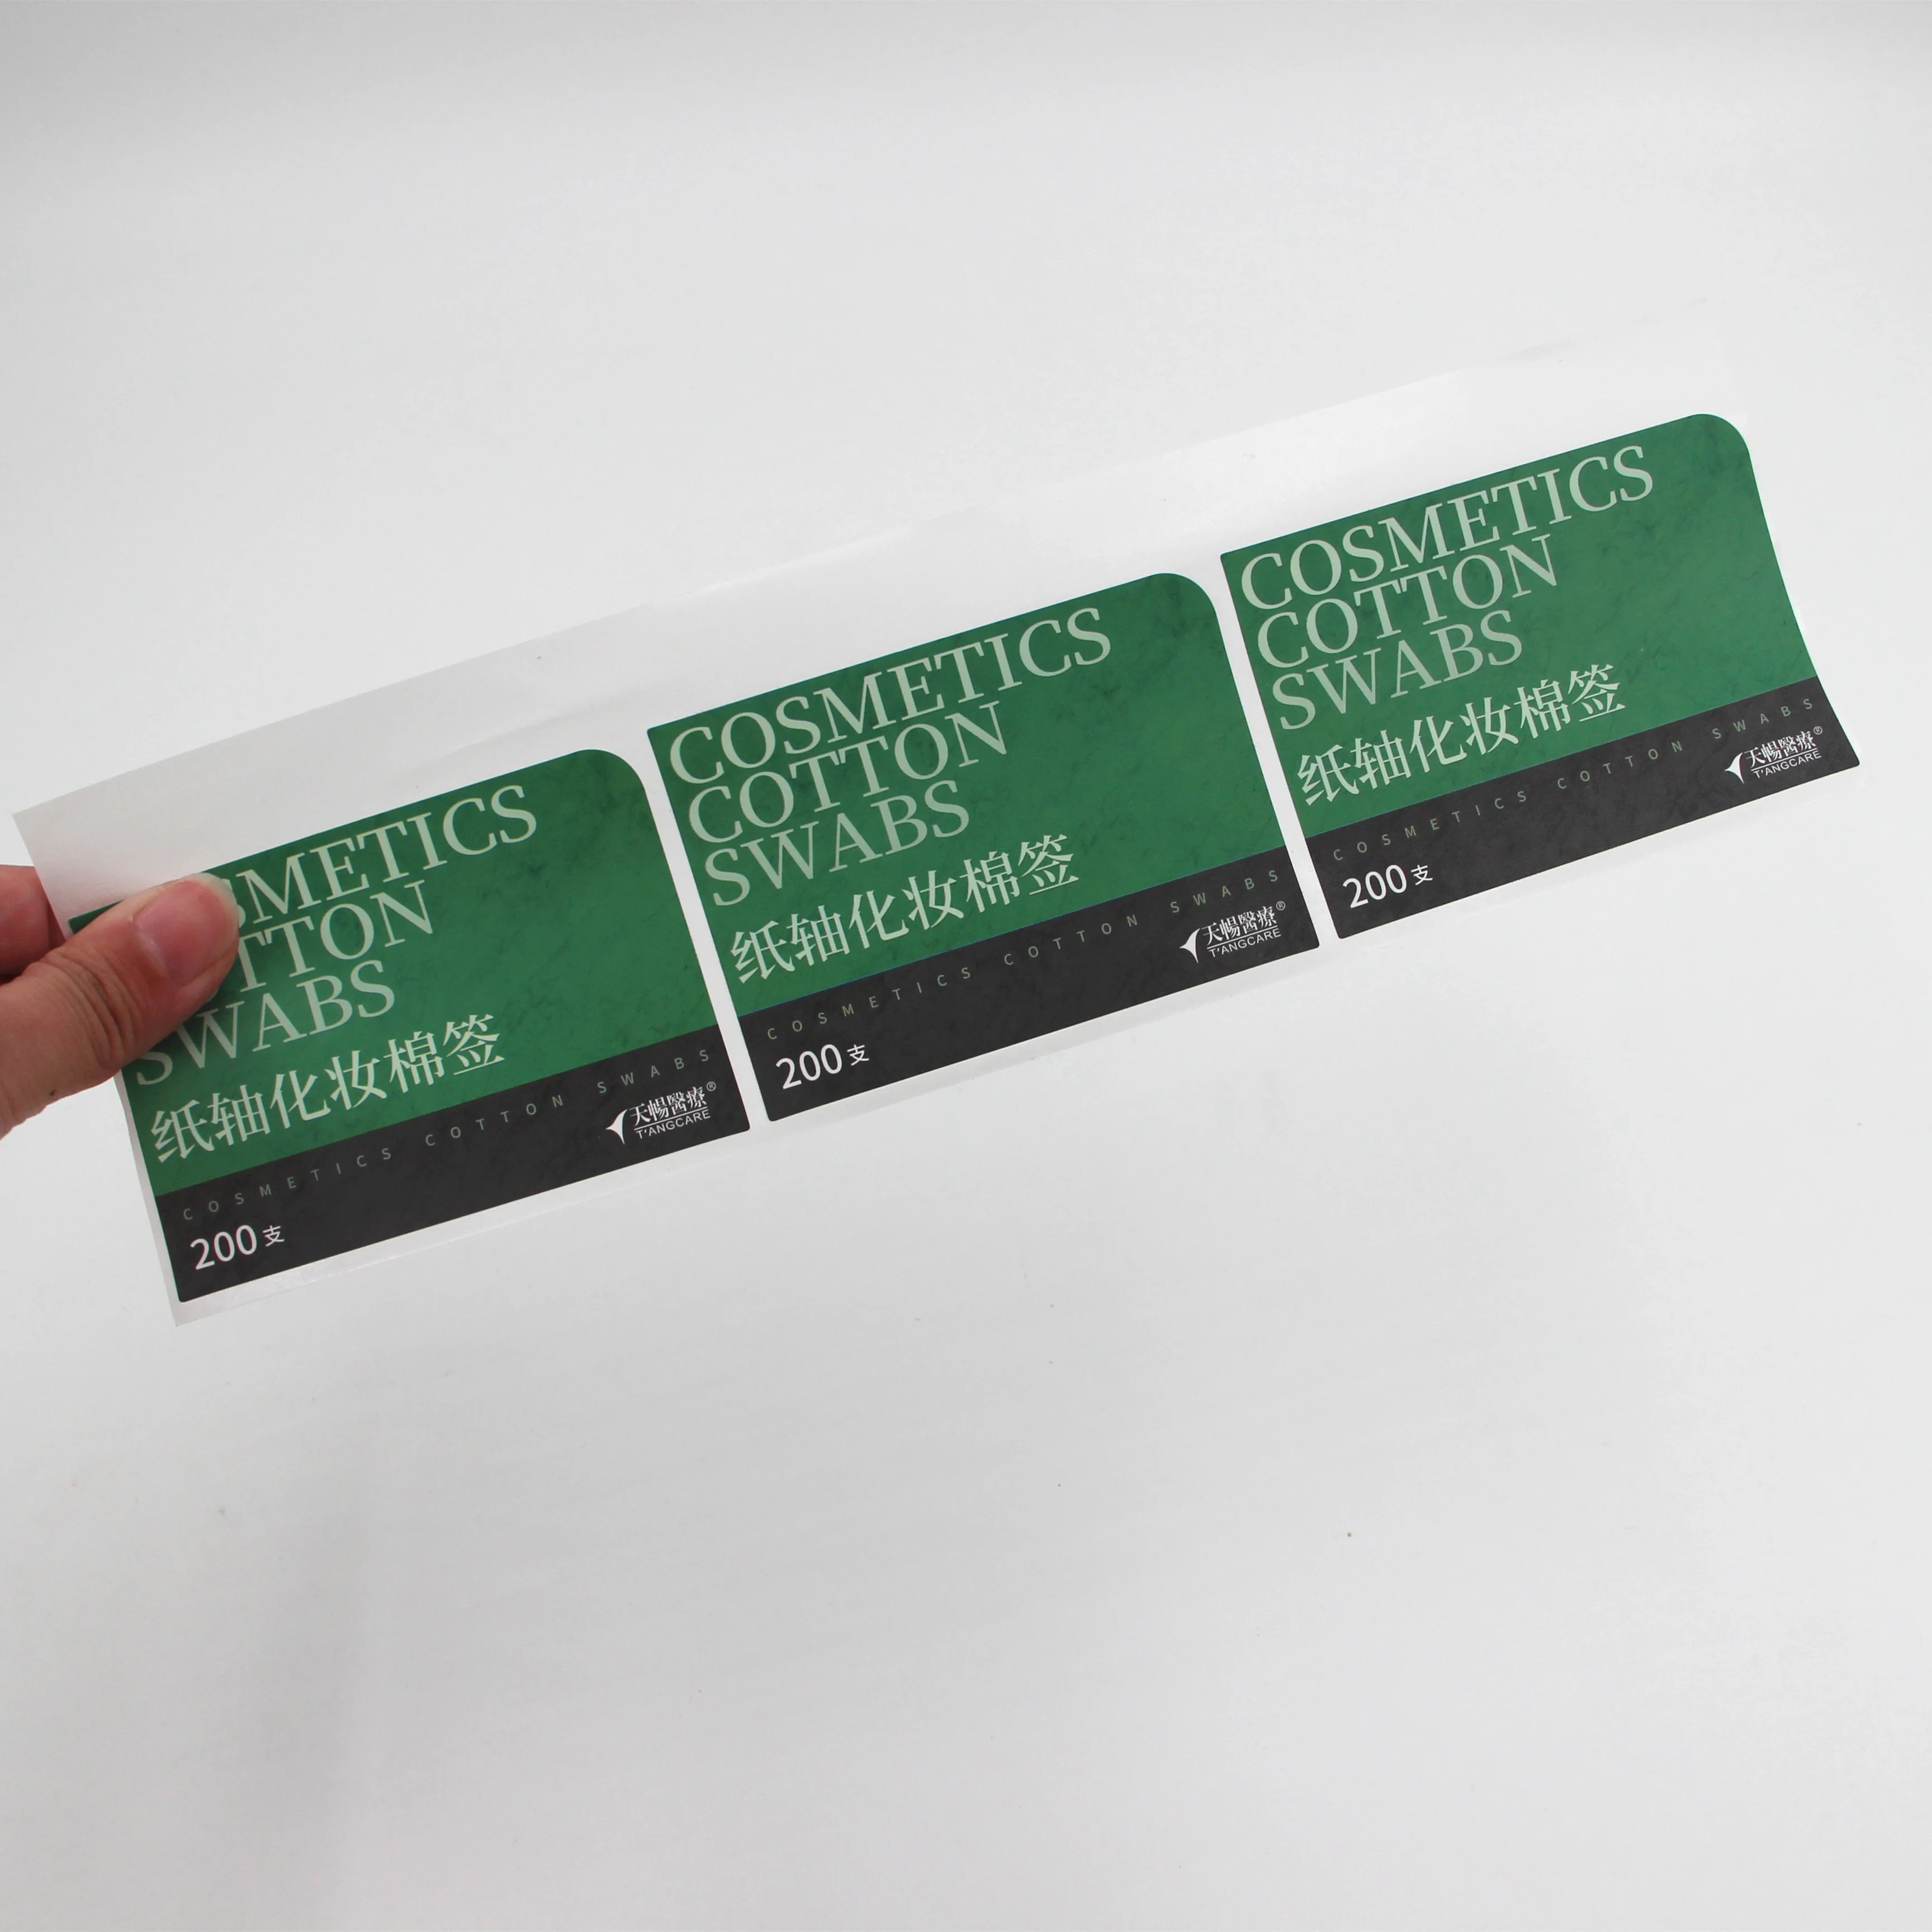 SMETICS
TTON
SWABS
纸轴化妆棉签
COSMETICS COTTON SWABS
200支
天暢醫療®
T'ANGCARE
COSMETICS
COTTON
SWABS
纸轴化妆棉签
COSMETICS COTTON SWABS
200支
天暢醫療®
T'ANGCARE
COSMETICS
COTTON
SWABS
纸轴化妆棉签
COSMETICS COTTON SWABS
200支
天暢醫療®
T'ANGCARE